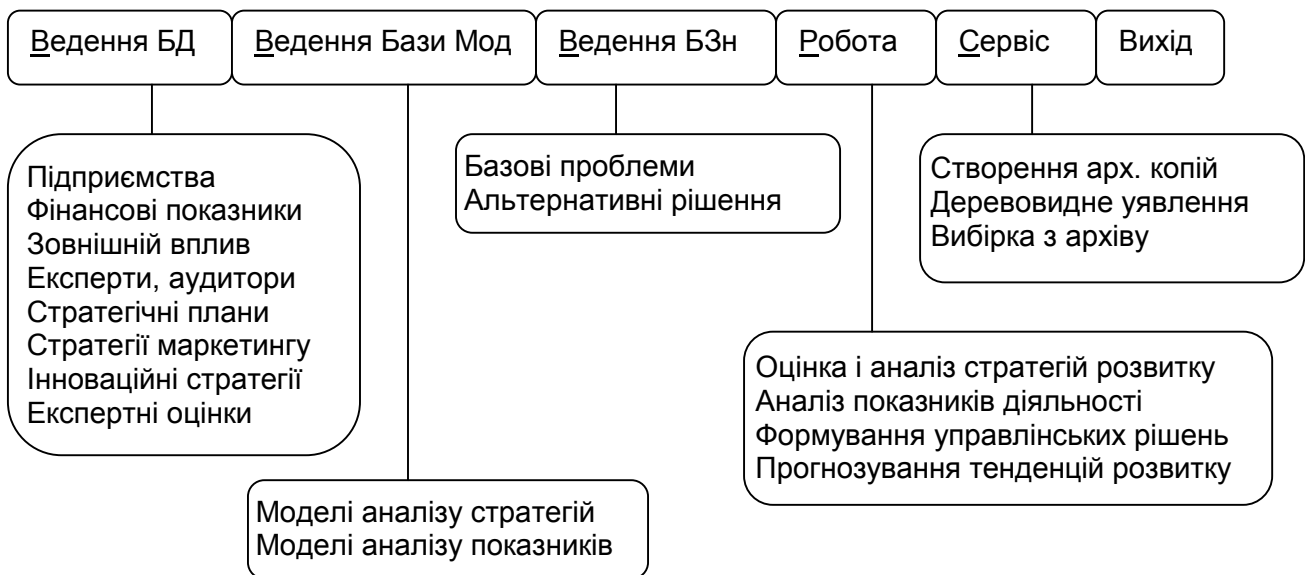 Ведення БД
Ведення Бази Мод
Ведення БЗн
Робота
Сервіс
Вихід
Підприємства
Фінансові показники
Зовнішній вплив
Експерти, аудитори
Стратегічні плани
Стратегії маркетингу
Інноваційні стратегії
Експертні оцінки
Моделі аналізу стратегій
Моделі аналізу показників
Базові проблеми
Альтернативні рішення
Оцінка і аналіз стратегій розвитку
Аналіз показників діяльності
Формування управлінських рішень
Прогнозування тенденцій розвитку
Створення арх. копій
Деревовидне уявлення
Вибірка з архіву